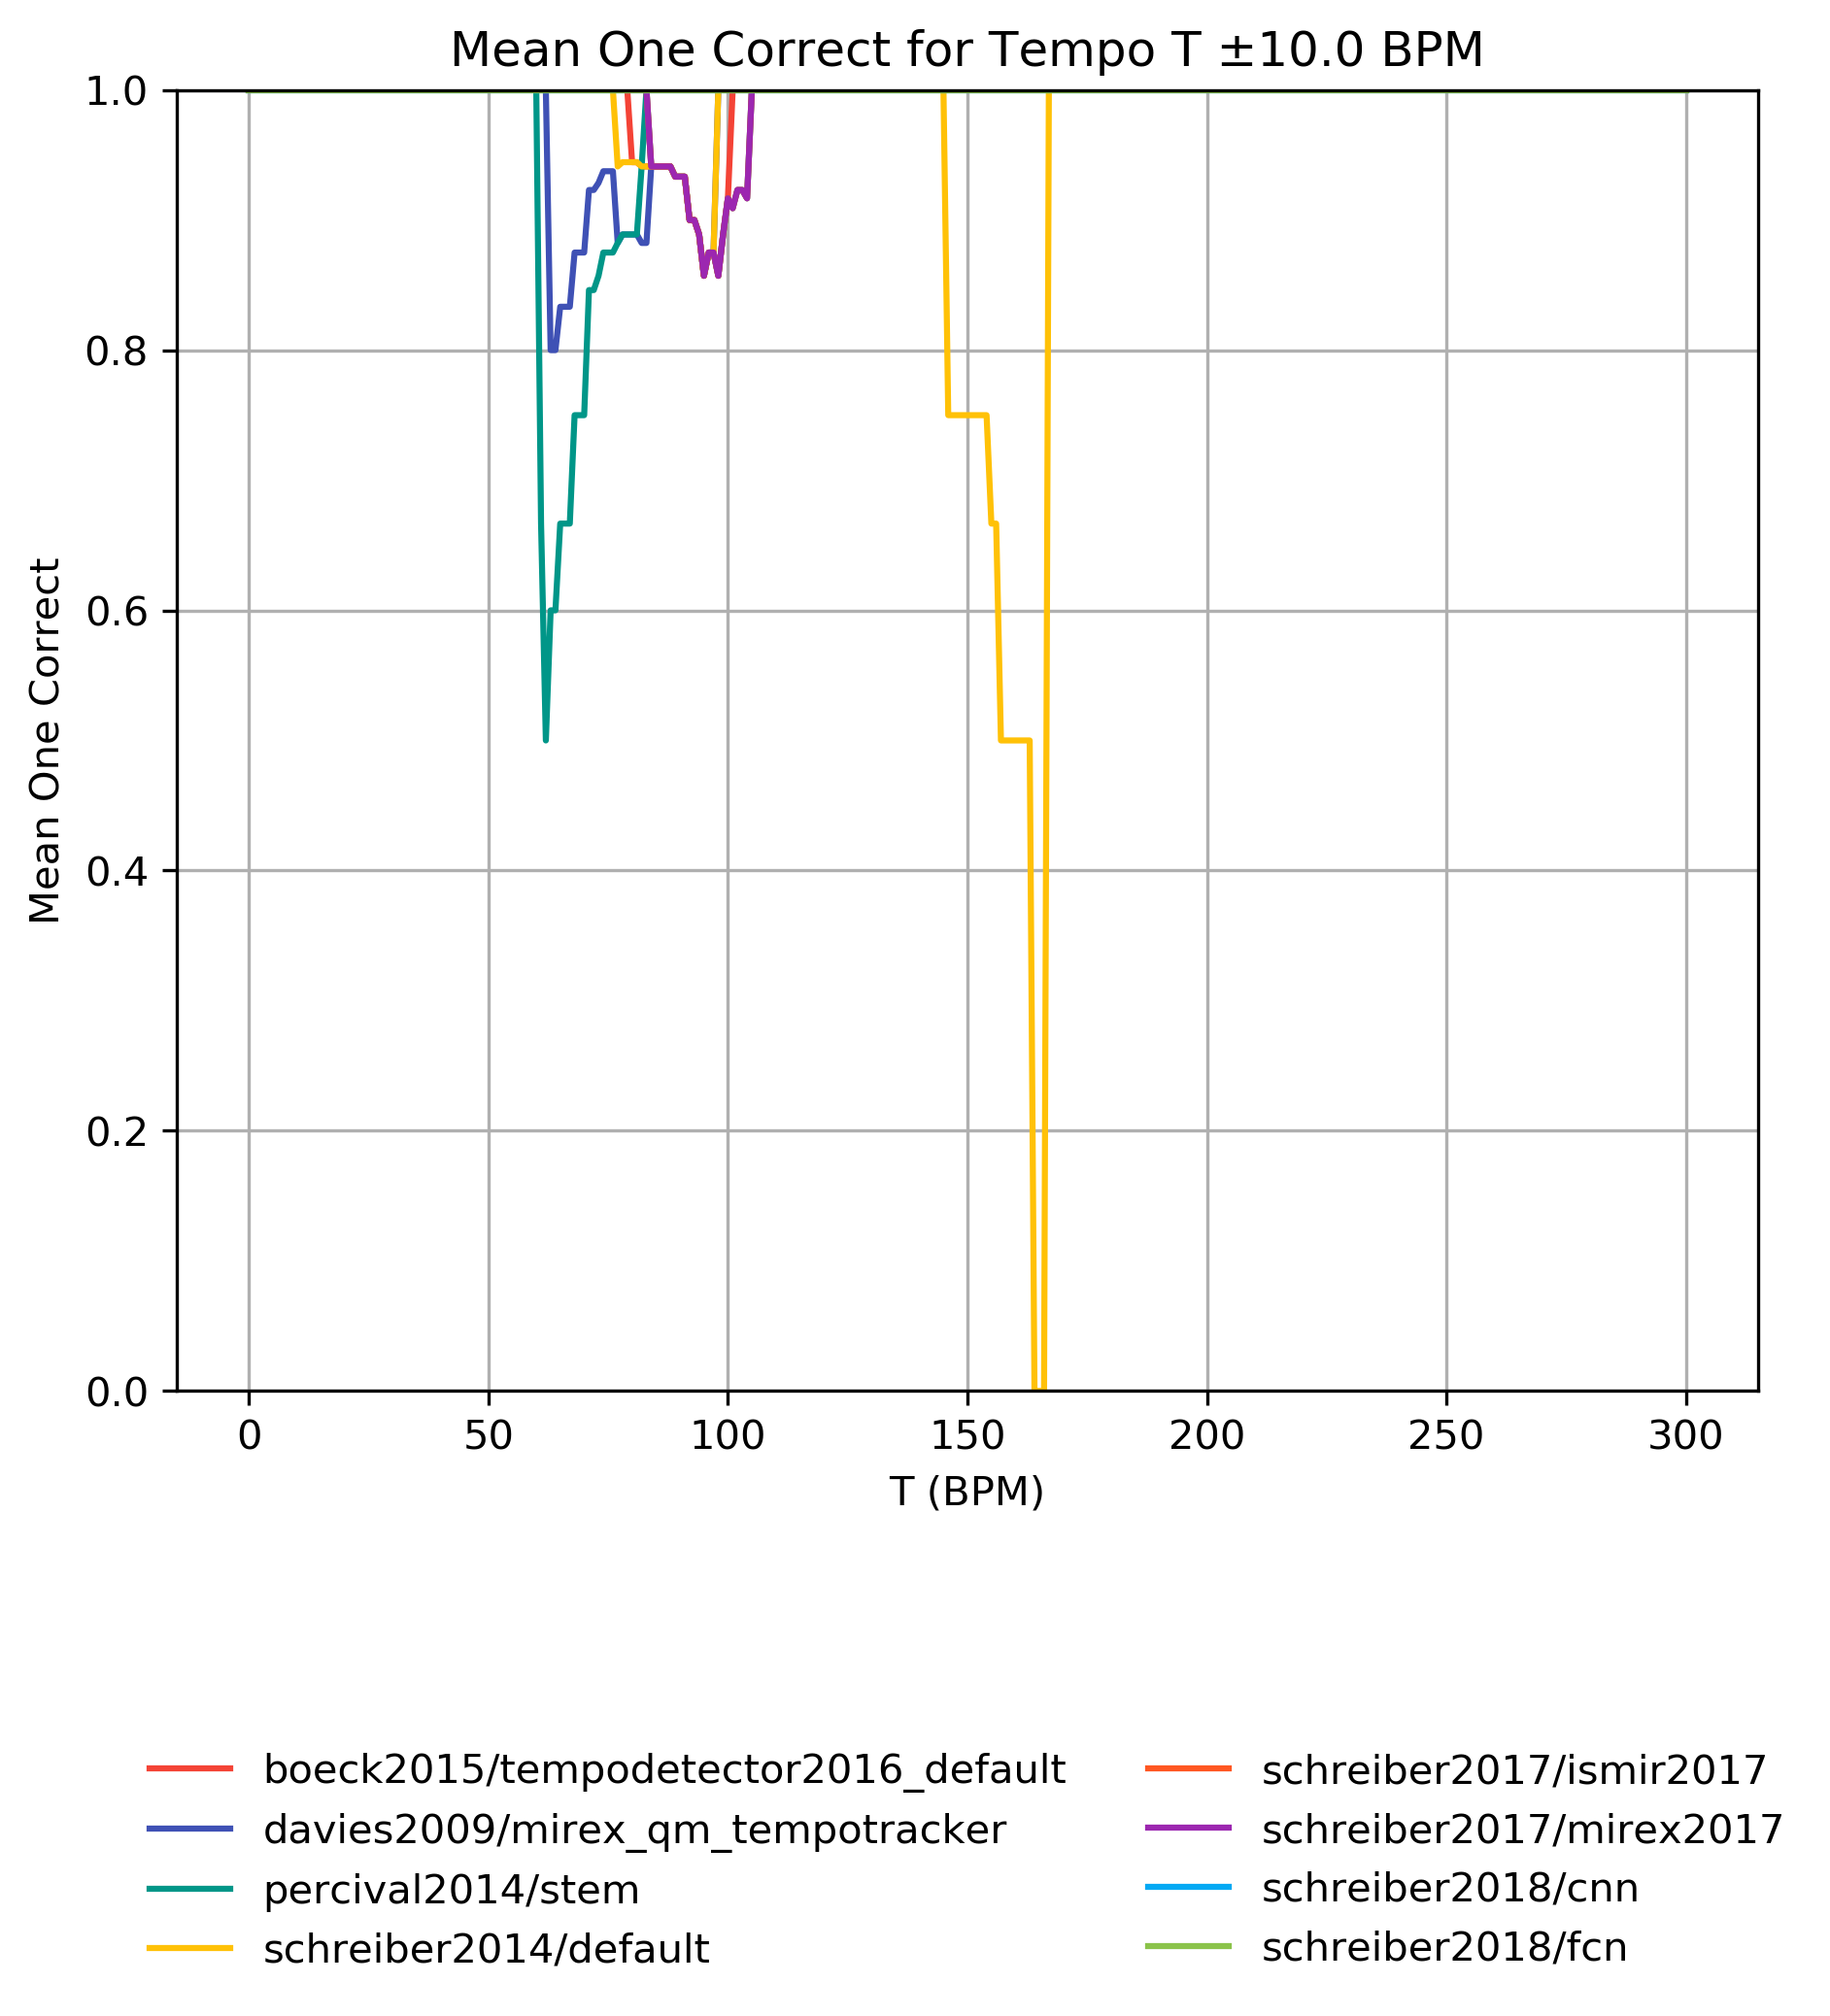 Mean One Correct for Tempo T ±10.0 BPM
1.0
0.8
0.6
0.4
0.2
0.0
Mean One Correct
0 50 100 150 200 250 300
T (BPM)
boeck2015/tempodetector2016_default
davies2009/mirex_qm_tempotracker
percival2014/stem
schreiber2014/default
schreiber2017/ismir2017
schreiber2017/mirex2017
schreiber2018/cnn
schreiber2018/fcn